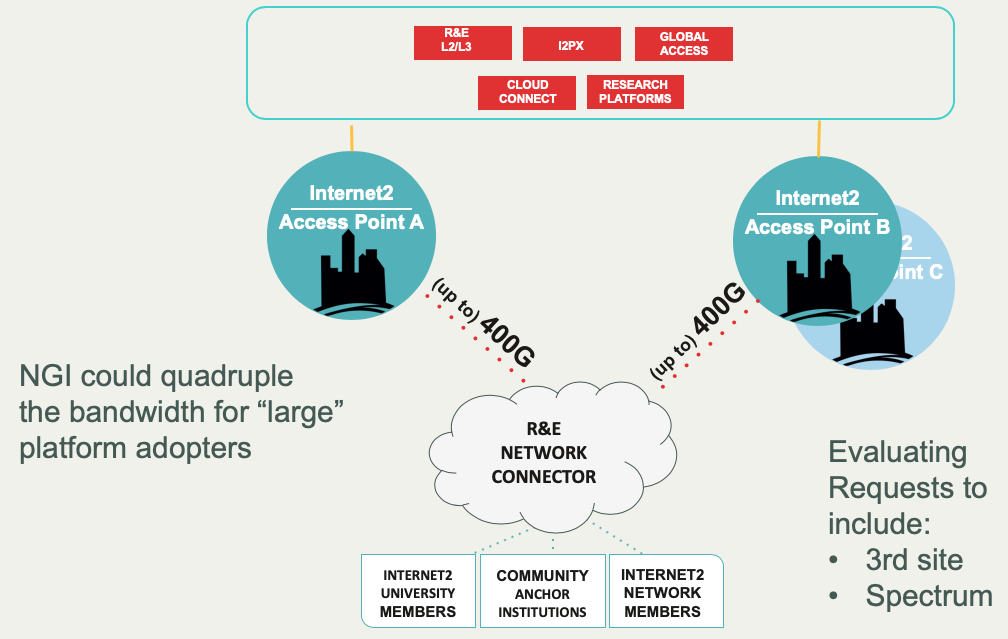 R&E
L2/L3
I2PX
GLOBAL
ACCESS
CLOUD
CONNECT
RESEARCH
PLATFORMS
Internet2
Access Point A
Internet2
Access Point B
2
int C
(up to) 400G
(up to) 400G
NGI could quadruple
the bandwidth for “large”
platform adopters
R&E
NETWORK
CONNECTOR
Evaluating
Requests to
include:
• 3rd site
• Spectrum
INTERNET2
UNIVERSITY
MEMBERS
COMMUNITY
ANCHOR
INSTITUTIONS
INTERNET2
NETWORK
MEMBERS